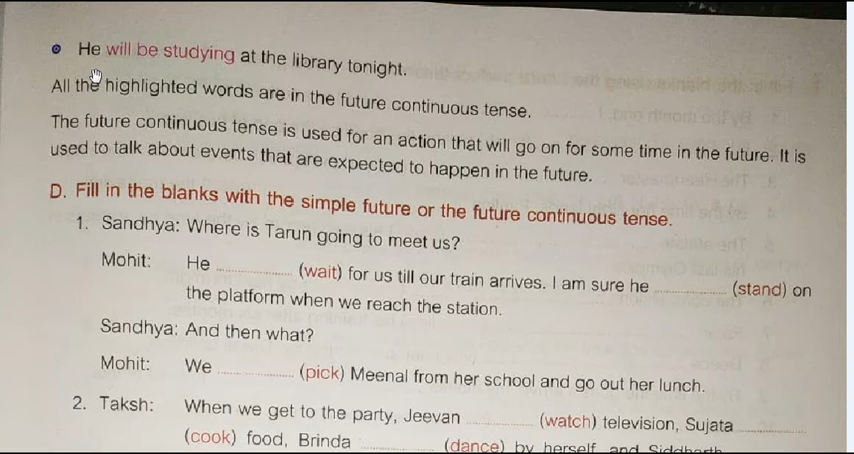 He will be studying at the library tonight.
All the highlighted words are in the future continuous tense.
The future continuous tense is used for an action that will go on for some time in the future. It is
used to talk about events that are expected to happen in the future.
D. Fill in the blanks with the simple future or the future continuous tense.
1. Sandhya: Where is Tarun going to meet us?
Mohit: He .................... (wait) for us till our train arrives. I am sure he .................... (stand) on
the platform when we reach the station.
Sandhya: And then what?
Mohit: We .................... (pick) Meenal from her school and go out her lunch.
2. Taksh: When we get to the party, Jeevan .................... (watch) television, Sujata ....................
(cook) food, Brinda .................... (dance) by herself and Siddharth